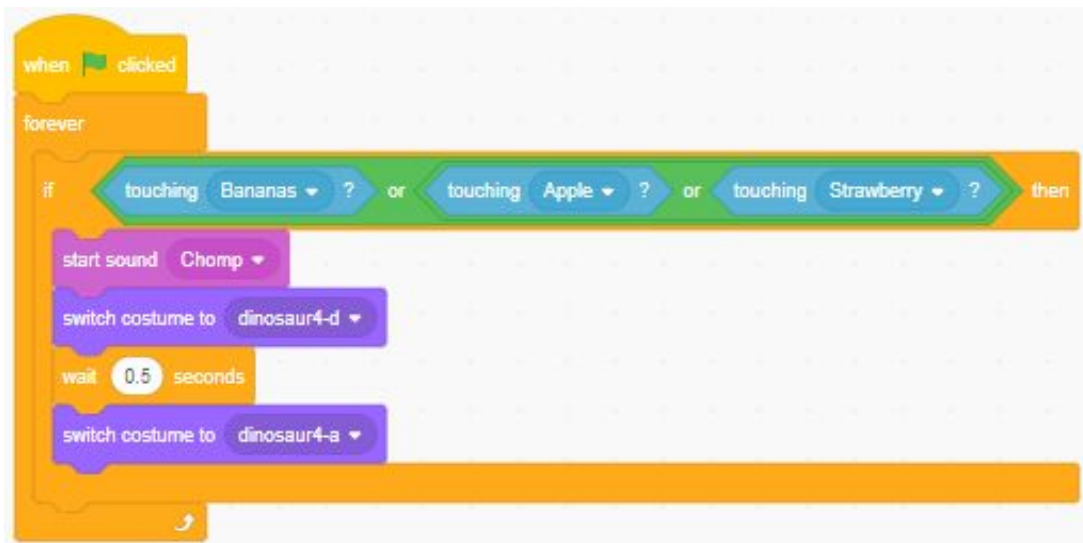 when clicked
forever
if touching Bananas ? or touching Apple ? or touching Strawberry ? then
start sound Chomp
switch costume to dinosaur4-d
wait 0.5 seconds
switch costume to dinosaur4-a